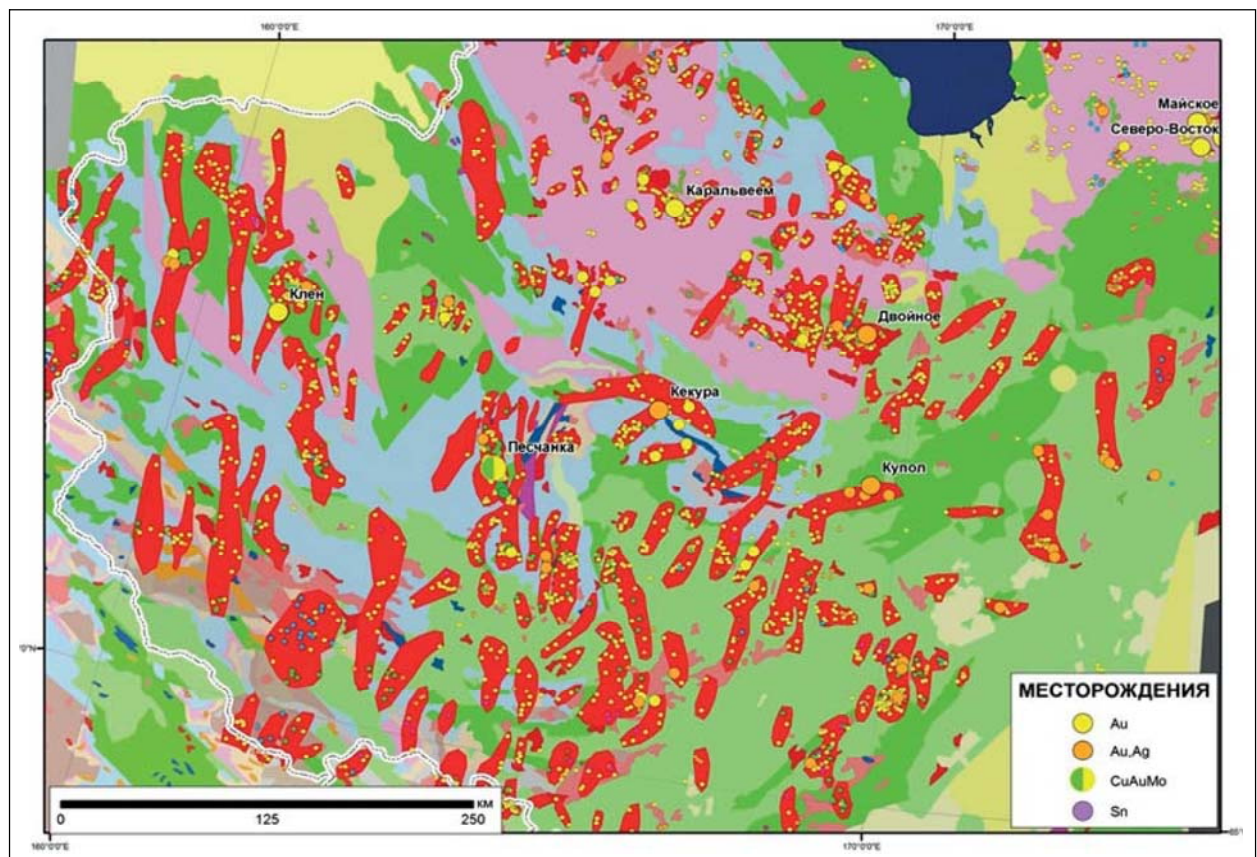 160°0'0"E
170°0'0"E
Майское
Северо-Восток
Каральвеем
Клен
Двойное
Кекура
Песчанка
Купол
°0'N
МЕСТОРОЖДЕНИЯ
Au
Au,Ag
CuAuMo
Sn
КМ
0
125
250
160°0'0"E
170°0'0"E